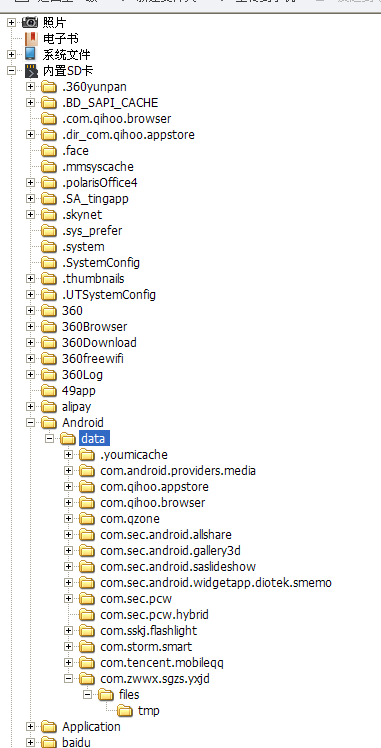 照片
电子书
系统文件
内置SD卡
.360yunpan
.BD_SAPI_CACHE
.com.qihoo.browser
.dir_com.qihoo.appstore
.face
.mmsyscache
.polarisOffice4
.SA_tingapp
.skynet
.sys_prefer
.system
.SystemConfig
.thumbnails
.UTSystemConfig
360
360Browser
360Download
360freewifi
360Log
49app
alipay
Android
data
.youmicache
com.android.providers.media
com.qihoo.appstore
com.qihoo.browser
com.qzone
com.sec.android.allshare
com.sec.android.gallery3d
com.sec.android.saslideshow
com.sec.android.widgetapp.diotek.smemo
com.sec.pcw
com.sec.pcw.hybrid
com.sskj.flashlight
com.storm.smart
com.tencent.mobileqq
com.zwwx.sgzs.yxjd
files
tmp
Application
baidu